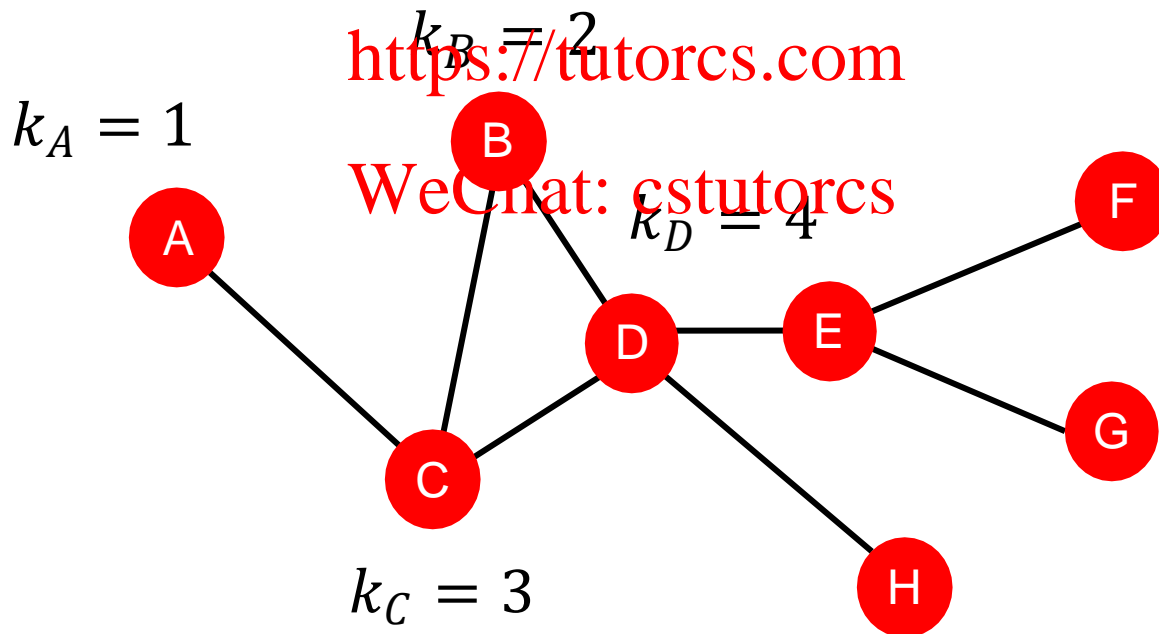 k_B = 2
https://tutorcs.com
k_A = 1
B
WeChat: cstutorcs
F
k_D = 4
A
E
D
G
C
H
k_C = 3